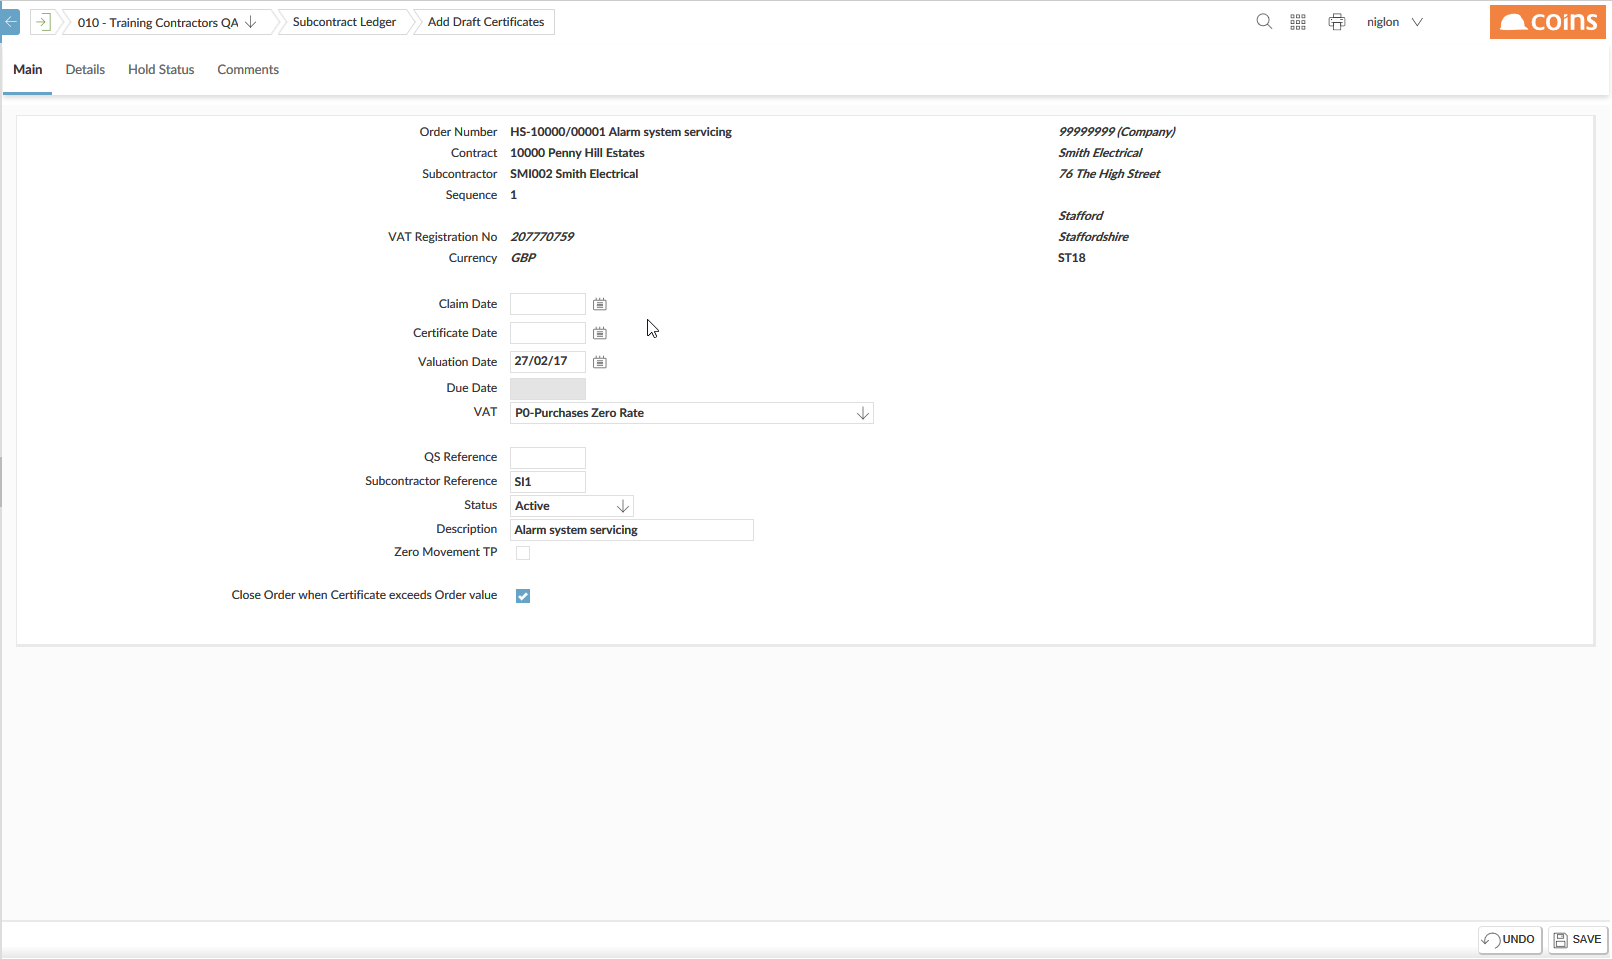 010 - Training Contractors QA
Subcontract Ledger
Add Draft Certificates
niglon
coins
Main
Details
Hold Status
Comments
Order Number HS-10000/00001 Alarm system servicing
99999999 (Company)
Contract 10000 Penny Hill Estates
Smith Electrical
Subcontractor SMI002 Smith Electrical
76 The High Street
Sequence 1
Stafford
VAT Registration No 207770759
Staffordshire
Currency GBP
ST18
Claim Date
Certificate Date
Valuation Date 27/02/17
Due Date
VAT P0-Purchases Zero Rate
QS Reference
Subcontractor Reference SI1
Status Active
Description Alarm system servicing
Zero Movement TP
Close Order when Certificate exceeds Order value
UNDO
SAVE